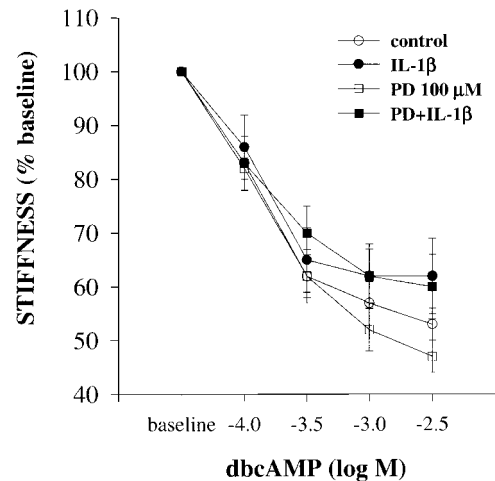 control
IL-1β
PD 100 μM
PD+IL-1β
STIFFNESS (% baseline)
100
90
80
70
60
50
40
baseline -4.0 -3.5 -3.0 -2.5
dbcAMP (log M)